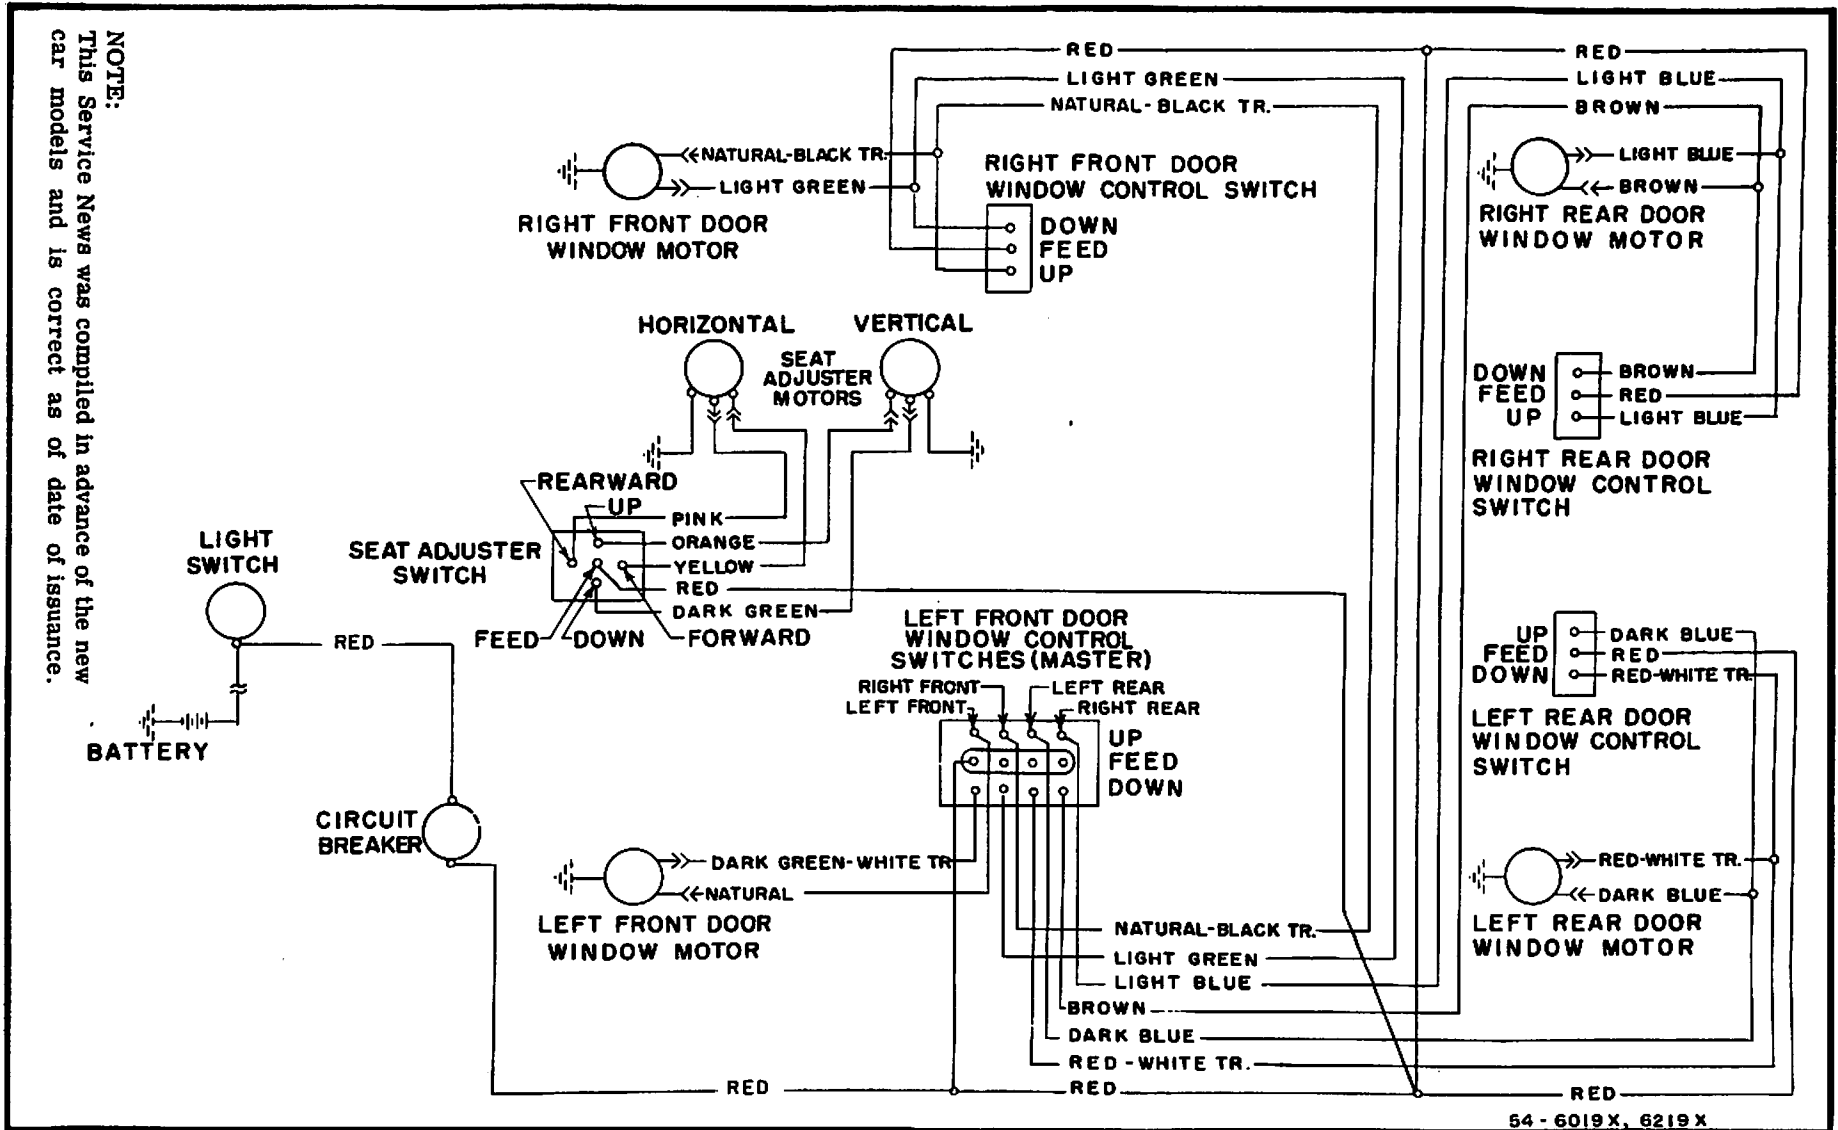 NOTE:
This Service News was compiled in advance of the new
car models and is correct as of date of issuance.
RED
RED
LIGHT GREEN
LIGHT BLUE
NATURAL-BLACK TR.
BROWN
NATURAL-BLACK TR.
LIGHT GREEN
RIGHT FRONT DOOR
WINDOW MOTOR
RIGHT FRONT DOOR
WINDOW CONTROL SWITCH
DOWN
FEED
UP
LIGHT BLUE
BROWN
RIGHT REAR DOOR
WINDOW MOTOR
HORIZONTAL
VERTICAL
SEAT
ADJUSTER
MOTORS
DOWN
FEED
UP
BROWN
RED
LIGHT BLUE
RIGHT REAR DOOR
WINDOW CONTROL
SWITCH
REARWARD
UP
PINK
ORANGE
YELLOW
RED
DARK GREEN
SEAT ADJUSTER
SWITCH
FEED
DOWN
FORWARD
LIGHT
SWITCH
RED
BATTERY
CIRCUIT
BREAKER
LEFT FRONT DOOR
WINDOW CONTROL
SWITCHES (MASTER)
RIGHT FRONT
LEFT REAR
LEFT FRONT
RIGHT REAR
UP
FEED
DOWN
UP
FEED
DOWN
DARK BLUE
RED
RED-WHITE TR.
LEFT REAR DOOR
WINDOW CONTROL
SWITCH
DARK GREEN-WHITE TR
NATURAL
LEFT FRONT DOOR
WINDOW MOTOR
RED-WHITE TR.
DARK BLUE
LEFT REAR DOOR
WINDOW MOTOR
NATURAL-BLACK TR.
LIGHT GREEN
LIGHT BLUE
BROWN
DARK BLUE
RED-WHITE TR.
RED
RED
RED
54-6019X, 6219X